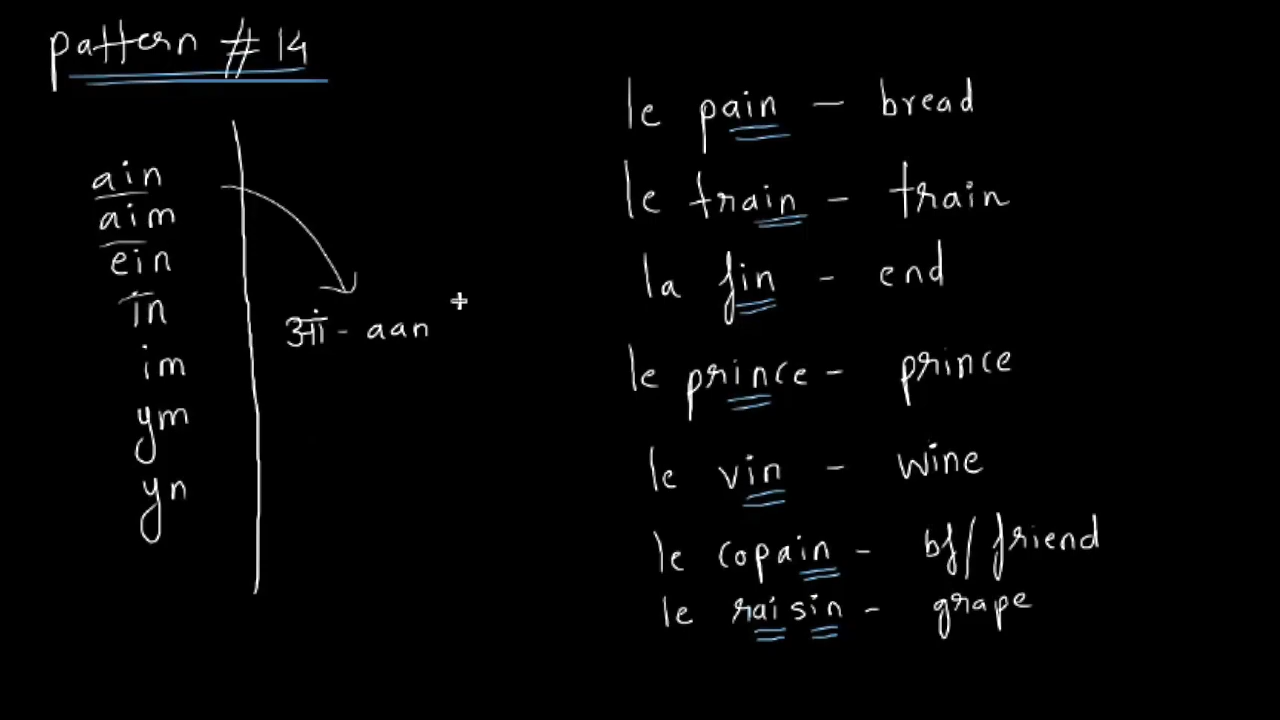 pattern # 14
ain
aim
ein
in
im
ym
yn
आं - aan
le pain - bread
le train - train
la fin - end
le prince - prince
le vin - wine
le copain - bf/friend
le raisin - grape